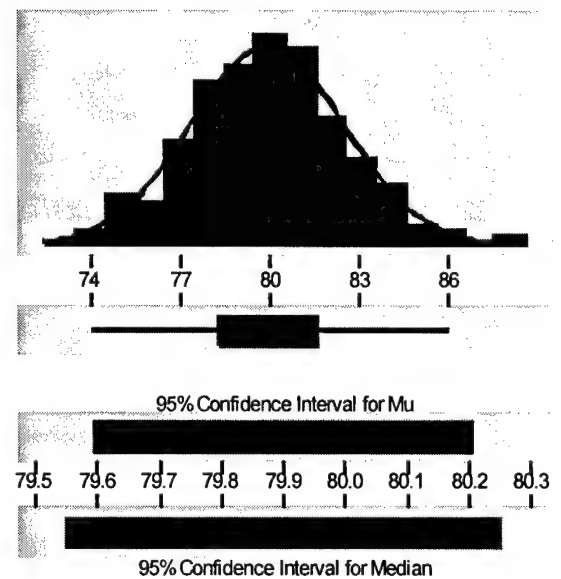 74 77 80 83 86
95% Confidence Interval for Mu
79.5 79.6 79.7 79.8 79.9 80.0 80.1 80.2 80.3
95% Confidence Interval for Median